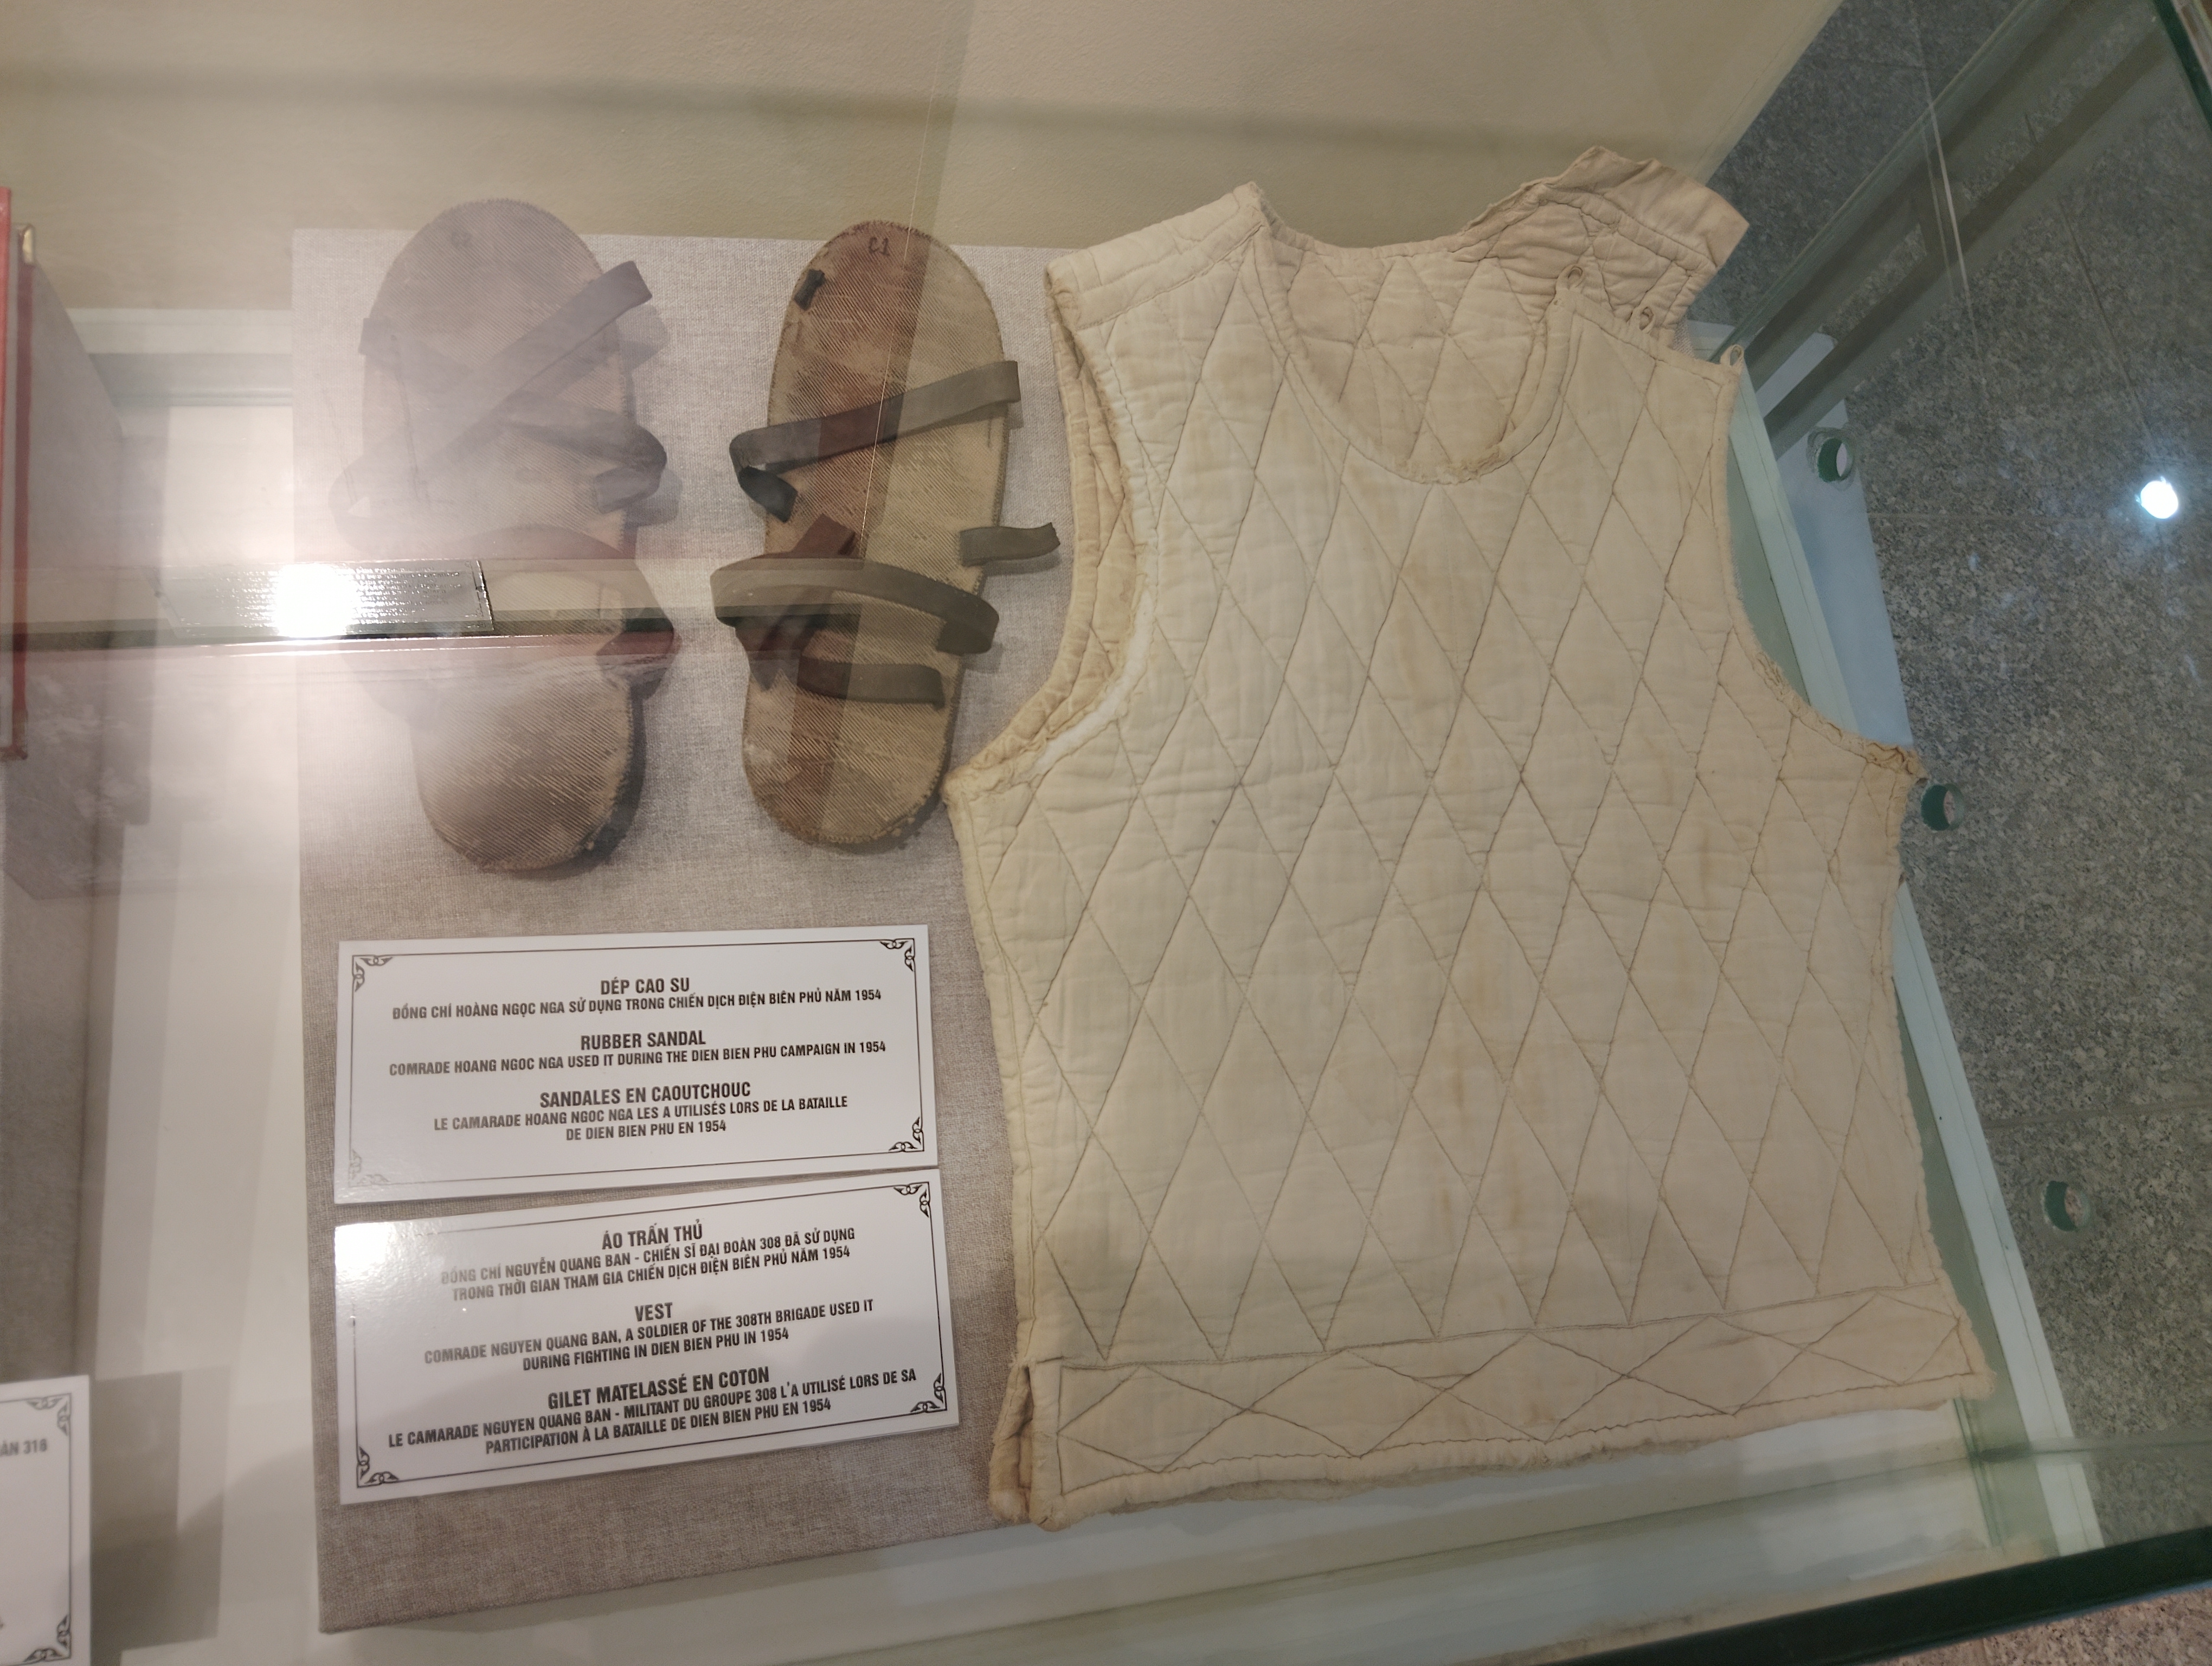 C2
C1
DÉP CAO SU
ĐỒNG CHÍ HOÀNG NGỌC NGA SỬ DỤNG TRONG CHIẾN DỊCH ĐIỆN BIÊN PHỦ NĂM 1954
RUBBER SANDAL
COMRADE HOANG NGOC NGA USED IT DURING THE DIEN BIEN PHU CAMPAIGN IN 1954
SANDALES EN CAOUTCHOUC
LE CAMARADE HOANG NGOC NGA LES A UTILISÉS LORS DE LA BATAILLE
DE DIEN BIEN PHU EN 1954
ÁO TRẤN THỦ
ĐỒNG CHÍ NGUYỄN QUANG BAN - CHIẾN SĨ ĐẠI ĐOÀN 308 ĐÃ SỬ DỤNG
TRONG THỜI GIAN THAM GIA CHIẾN DỊCH ĐIỆN BIÊN PHỦ NĂM 1954
VEST
COMRADE NGUYEN QUANG BAN, A SOLDIER OF THE 308TH BRIGADE USED IT
DURING FIGHTING IN DIEN BIEN PHU IN 1954
GILET MATELASSÉ EN COTON
LE CAMARADE NGUYEN QUANG BAN - MILITANT DU GROUPE 308 L'A UTILISÉ LORS DE SA
PARTICIPATION À LA BATAILLE DE DIEN BIEN PHU EN 1954
316